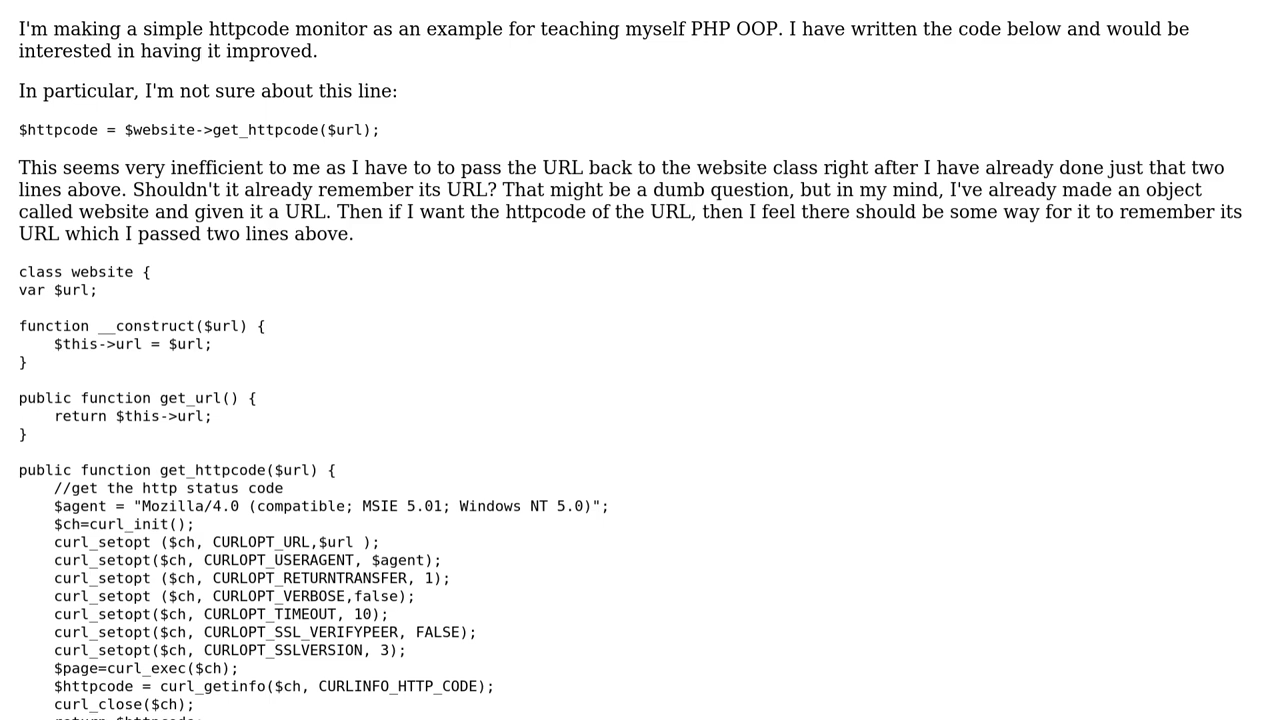 I'm making a simple httpcode monitor as an example for teaching myself PHP OOP. I have written the code below and would be
interested in having it improved.
In particular, I'm not sure about this line:
$httpcode = $website->get_httpcode($url);
This seems very inefficient to me as I have to to pass the URL back to the website class right after I have already done just that two
lines above. Shouldn't it already remember its URL? That might be a dumb question, but in my mind, I've already made an object
called website and given it a URL. Then if I want the httpcode of the URL, then I feel there should be some way for it to remember its
URL which I passed two lines above.
class website {
var $url;
function __construct($url) {
    $this->url = $url;
}
public function get_url() {
    return $this->url;
}
public function get_httpcode($url) {
    //get the http status code
    $agent = "Mozilla/4.0 (compatible; MSIE 5.01; Windows NT 5.0)";
    $ch=curl_init();
    curl_setopt ($ch, CURLOPT_URL,$url );
    curl_setopt($ch, CURLOPT_USERAGENT, $agent);
    curl_setopt ($ch, CURLOPT_RETURNTRANSFER, 1);
    curl_setopt ($ch, CURLOPT_VERBOSE,false);
    curl_setopt($ch, CURLOPT_TIMEOUT, 10);
    curl_setopt($ch, CURLOPT_SSL_VERIFYPEER, FALSE);
    curl_setopt($ch, CURLOPT_SSLVERSION, 3);
    $page=curl_exec($ch);
    $httpcode = curl_getinfo($ch, CURLINFO_HTTP_CODE);
    curl_close($ch);